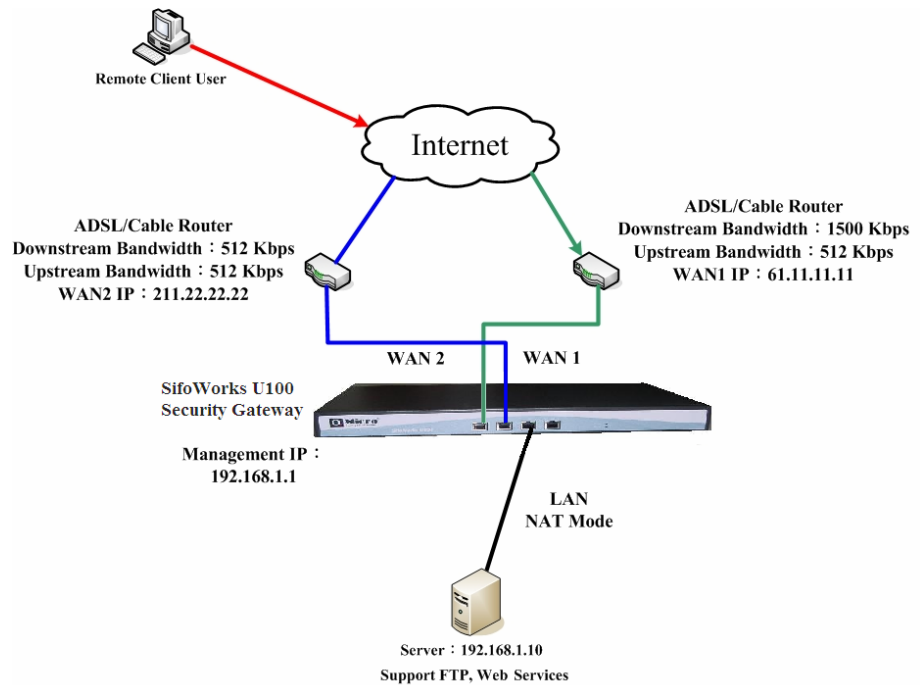 Remote Client User
Internet
ADSL/Cable Router
Downstream Bandwidth：512 Kbps
Upstream Bandwidth：512 Kbps
WAN2 IP：211.22.22.22
ADSL/Cable Router
Downstream Bandwidth：1500 Kbps
Upstream Bandwidth：512 Kbps
WAN1 IP：61.11.11.11
WAN 2
WAN 1
SifoWorks U100
Security Gateway
Micro
Management IP：
192.168.1.1
LAN
NAT Mode
Server：192.168.1.10
Support FTP, Web Services